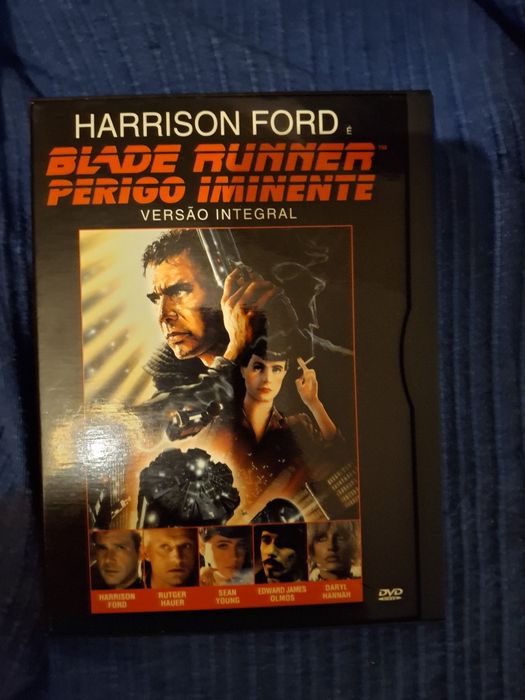 HARRISON FORD É
BLADE RUNNER™
PERIGO IMINENTE
VERSÃO INTEGRAL
HARRISON FORD
RUTGER HAUER
SEAN YOUNG
EDWARD JAMES OLMOS
DARYL HANNAH
DVD